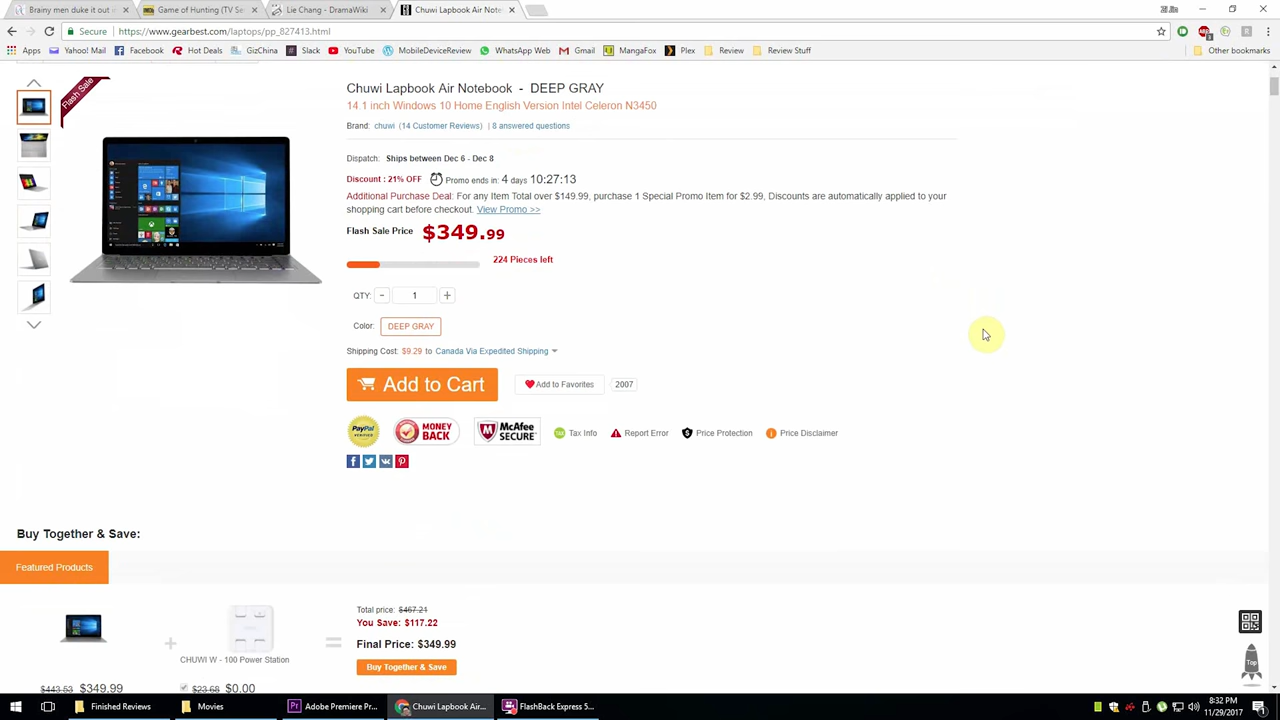 Brainy men duke it out i
Game of Hunting (TV Se
Lie Chang - DramaWiki
Chuwi Lapbook Air Note
Secure
https://www.gearbest.com/laptops/pp_827413.html
Apps
Yahoo! Mail
Facebook
Hot Deals
GizChina
Slack
YouTube
MobileDeviceReview
WhatsApp Web
Gmail
MangaFox
Plex
Review
Review Stuff
Other bookmarks
Flash Sale
Chuwi Lapbook Air Notebook - DEEP GRAY
14.1 inch Windows 10 Home English Version Intel Celeron N3450
Brand: chuwi (14 Customer Reviews) | 8 answered questions
Dispatch: Ships between Dec 6 - Dec 8
Discount : 21% OFF Promo ends in: 4 days 10:27:13
Additional Purchase Deal: For any Item Total over $149.99, purchase 1 Special Promo Item for $2.99, Discounts are automatically applied to your
shopping cart before checkout. View Promo >>
Flash Sale Price $349.99
224 Pieces left
QTY: - 1 +
Color: DEEP GRAY
Shipping Cost: $9.29 to Canada Via Expedited Shipping
Add to Cart
Add to Favorites
2007
PayPal VERIFIED
MONEY BACK
McAfee SECURE
Tax Info
Report Error
Price Protection
Price Disclaimer
Buy Together & Save:
Featured Products
Total price: $467.21
You Save: $117.22
+
CHUWI W - 100 Power Station
=
Final Price: $349.99
Buy Together & Save
$443.53 $349.99
$23.68 $0.00
Top
Finished Reviews
Movies
Adobe Premiere Pr...
Chuwi Lapbook Air...
FlashBack Express 5...
8:32 PM
11/29/2017